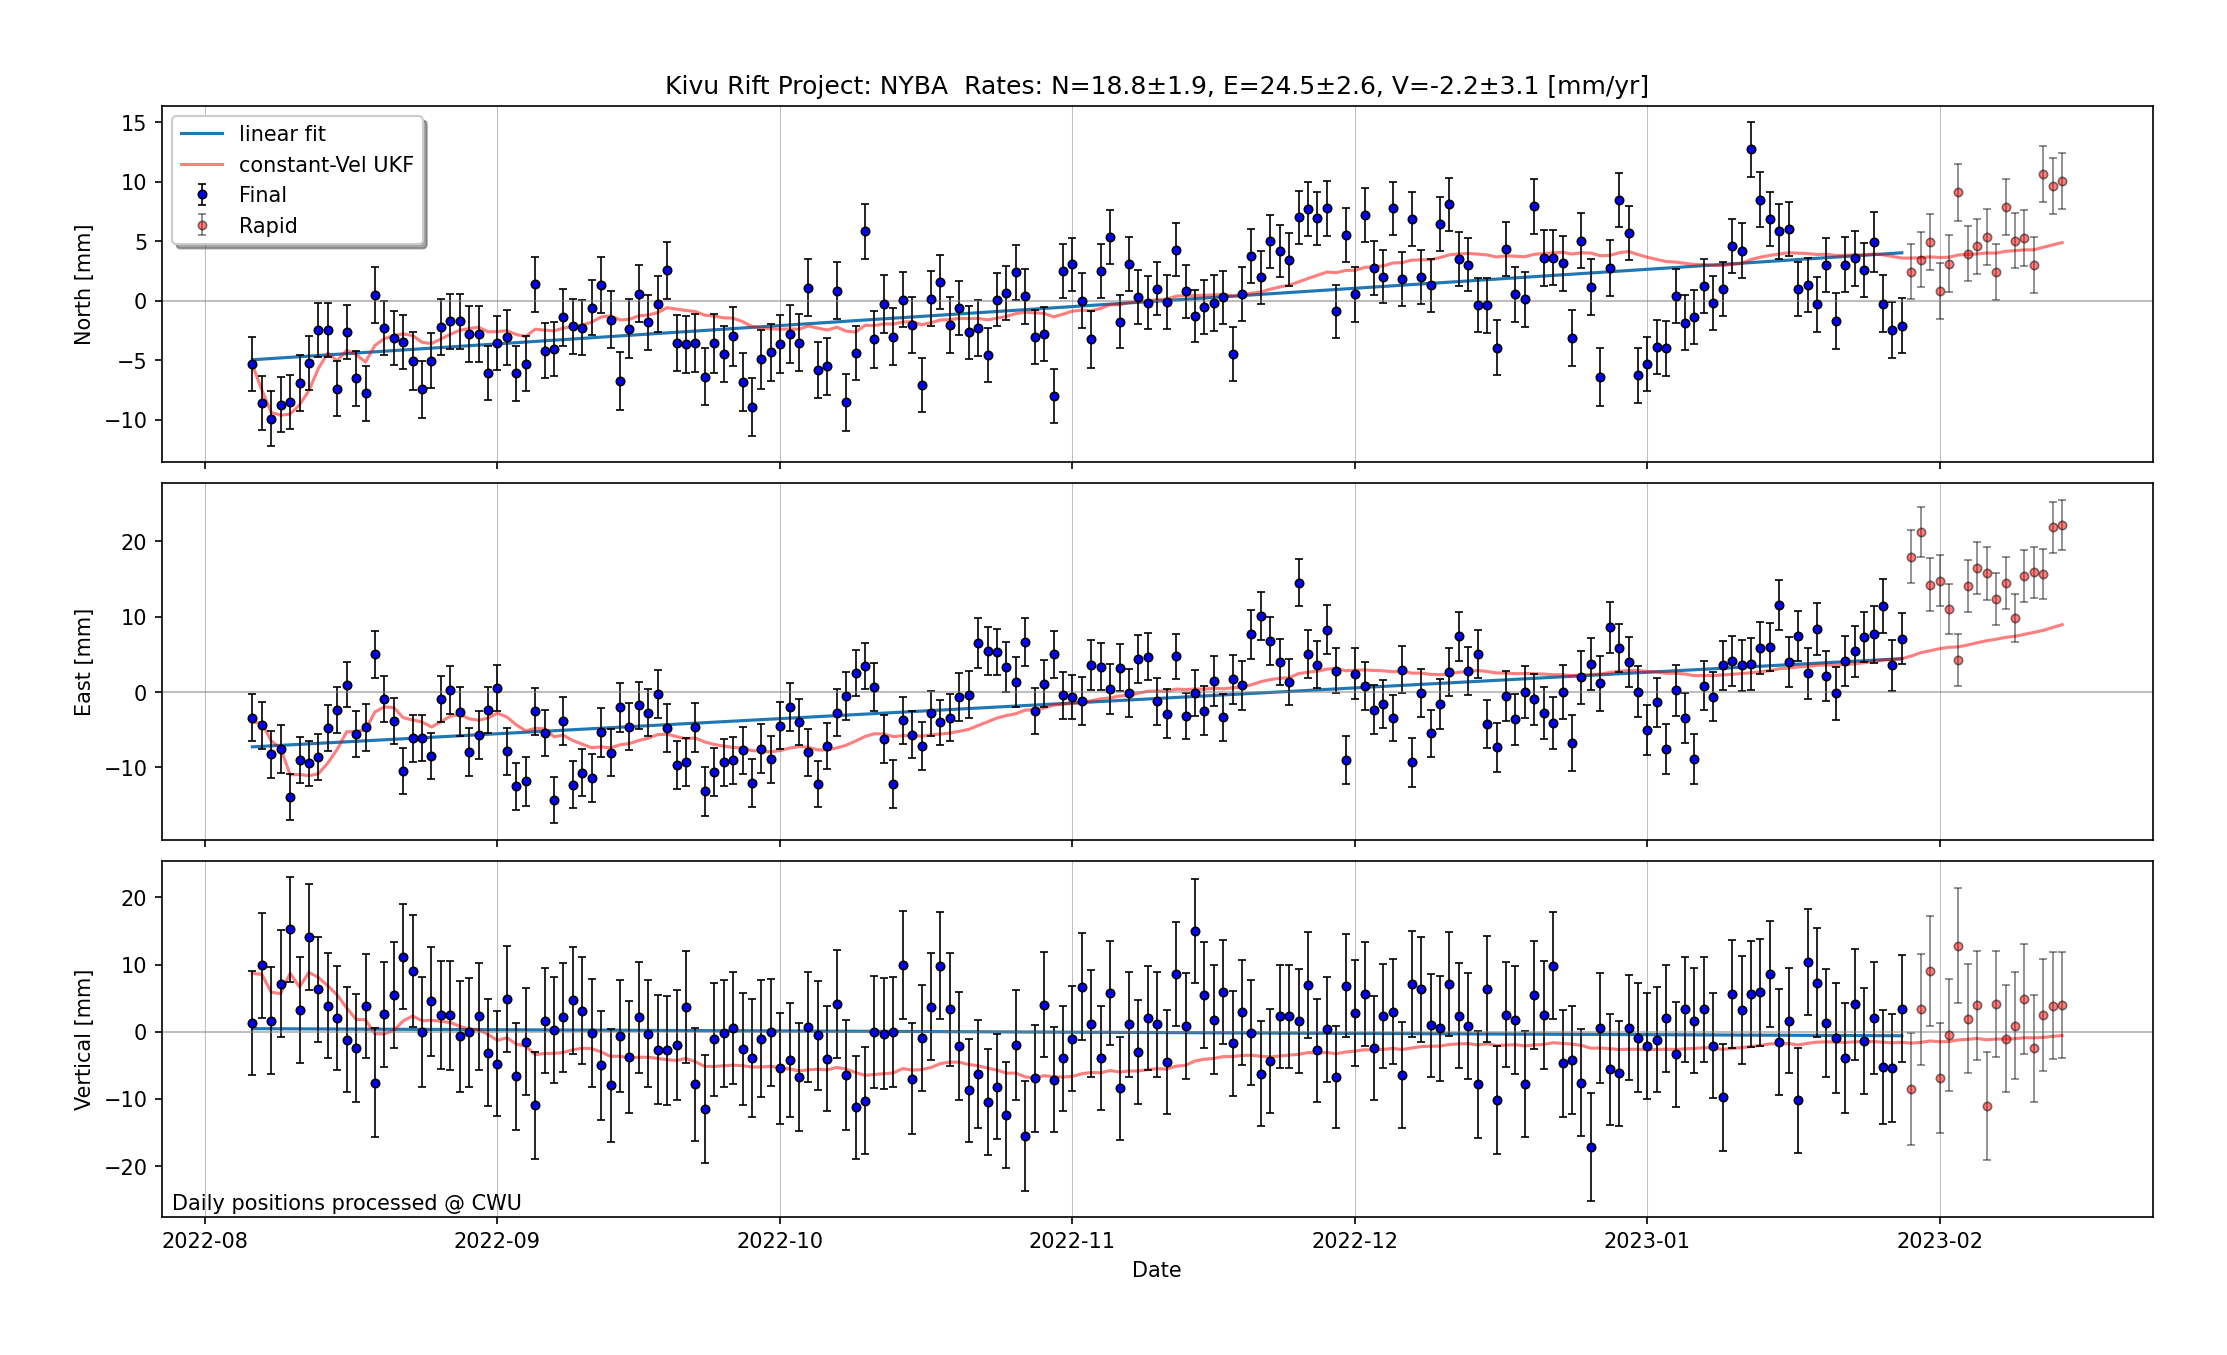 Kivu Rift Project: NYBA  Rates: N=18.8±1.9, E=24.5±2.6, V=-2.2±3.1 [mm/yr]
linear fit
constant-Vel UKF
Final
Rapid
North [mm]
15
10
5
0
−5
−10
East [mm]
20
10
0
−10
Vertical [mm]
20
10
0
−10
−20
Daily positions processed @ CWU
2022-08 2022-09 2022-10 2022-11 2022-12 2023-01 2023-02
Date